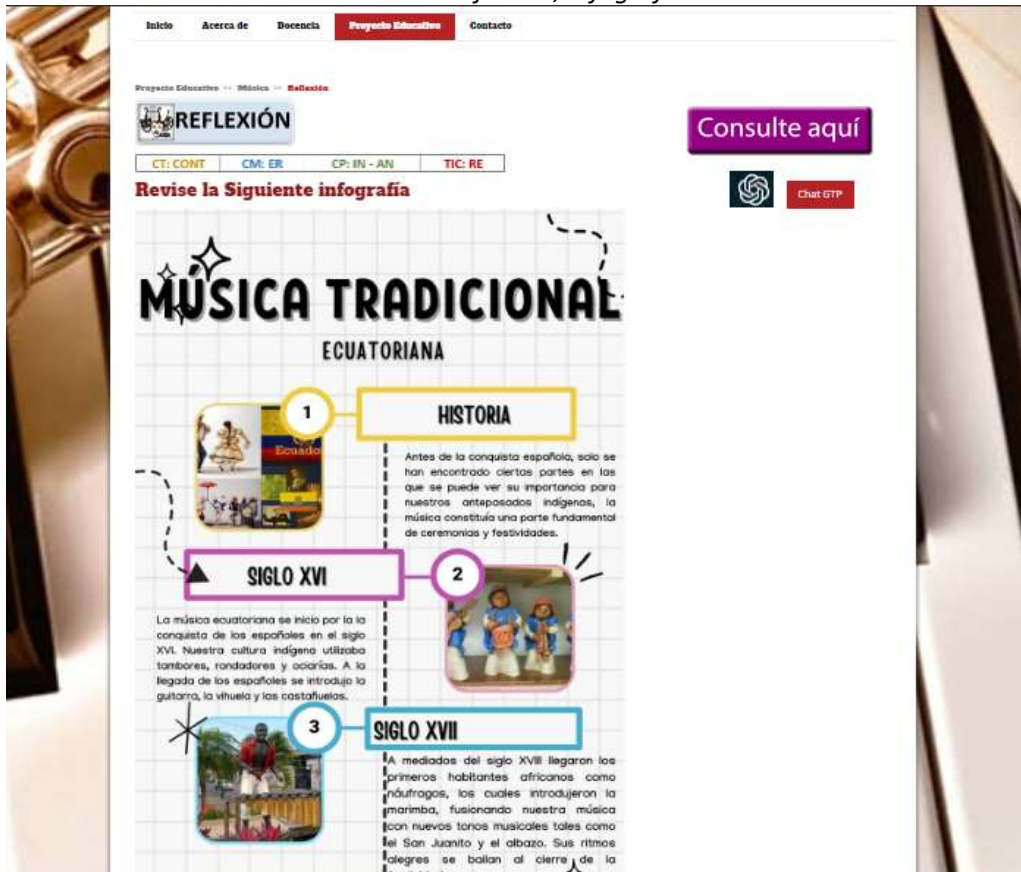 Inicio Acerca de Docencia Proyecto Educativo Contacto
Proyecto Educativo Música Reflexión
REFLEXIÓN
CT: CONT CM: ER CP: IN - AN TIC: RE
Revise la Siguiente infografía
Consulte aquí
Chat GTP
MÚSICA TRADICIONAL
ECUATORIANA
1
HISTORIA
Ecuado
Antes de la conquista española, solo se
han encontrado ciertas partes en las
que se puede ver su importancia para
nuestros antepasados indígenas, la
música constituía una parte fundamental
de ceremonias y festividades.
SIGLO XVI
2
La música ecuatoriana se inicio por la la
conquista de los españoles en el siglo
XVI. Nuestra cultura indígena utilizaba
tambores, rondadores y ociarías. A la
llegada de los españoles se introdujo la
guitarra, la vihuela y las castañuelas.
3
SIGLO XVII
A mediados del siglo XVIII llegaron los
primeros habitantes africanos como
náufragos, los cuales introdujeron la
marimba, fusionando nuestra música
con nuevos tonos musicales tales como
el San Juanito y el albazo. Sus ritmos
alegres se bailan al cierre de la